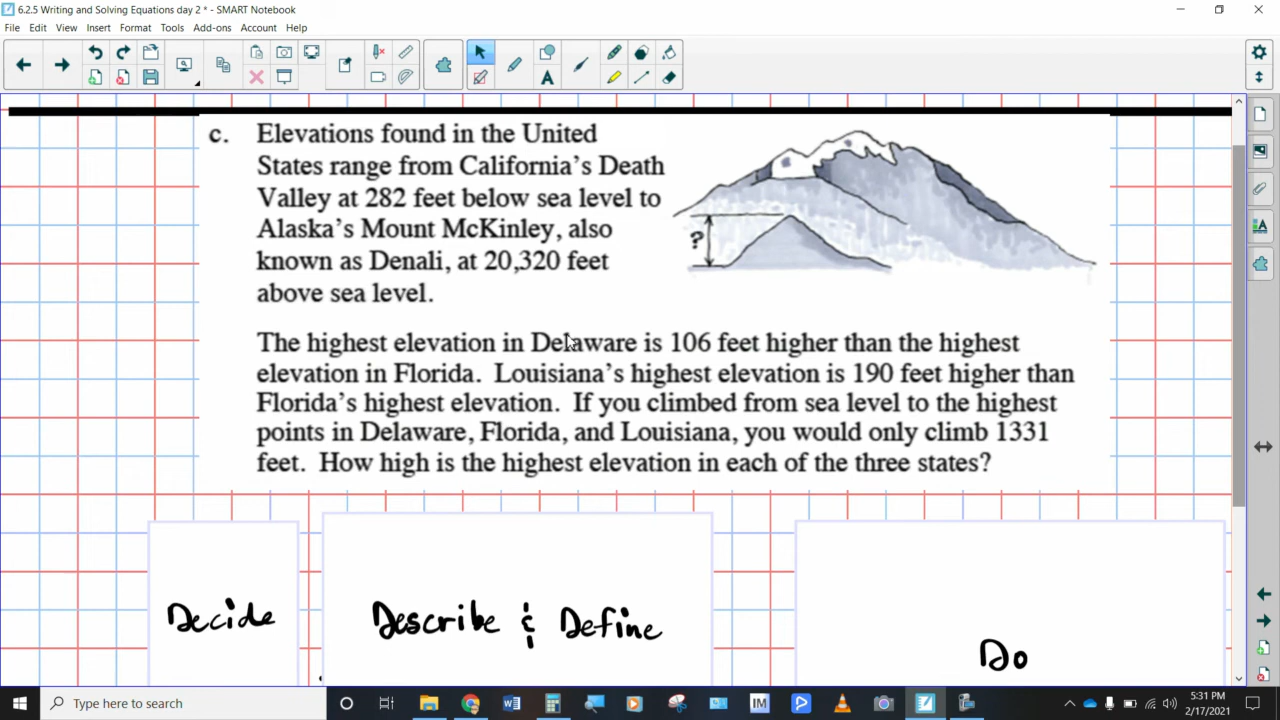 6.2.5 Writing and Solving Equations day 2 * - SMART Notebook
File Edit View Insert Format Tools Add-ons Account Help
c. Elevations found in the United
States range from California's Death
Valley at 282 feet below sea level to
Alaska's Mount McKinley, also
known as Denali, at 20,320 feet
above sea level.
?
The highest elevation in Delaware is 106 feet higher than the highest
elevation in Florida. Louisiana's highest elevation is 190 feet higher than
Florida's highest elevation. If you climbed from sea level to the highest
points in Delaware, Florida, and Louisiana, you would only climb 1331
feet. How high is the highest elevation in each of the three states?
Decide
Describe & Define
Do
Type here to search
IM
5:31 PM
2/17/2021